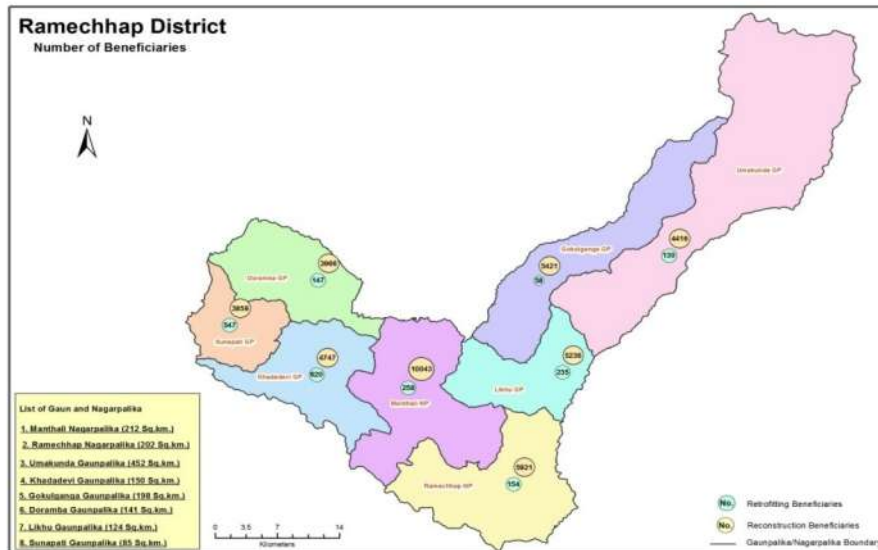 Ramechhap District
Number of Beneficiaries
N
Umakunda GP
4416
130
Gokulganga GP
5421
Doramba GP
147
Sunapati GP
347
Khadadevi GP
4747
Manthali NP
10043
258
Likhu GP
5236
235
Ramechhap NP
5921
154
List of Gaun and Nagarpalika
1. Manthali Nagarpalika (212 Sq.km.)
2. Ramechhap Nagarpalika (202 Sq.km.)
3. Umakunda Gaunpalika (452 Sq.km.)
4. Khadadevi Gaunpalika (150 Sq.km.)
5. Gokulganga Gaunpalika (198 Sq.km.)
6. Doramba Gaunpalika (141 Sq.km.)
7. Likhu Gaunpalika (124 Sq.km.)
8. Sunapati Gaunpalika (85 Sq.km.)
0 3.5 7 14
Kilometers
No. Retrofitting Beneficiaries
No. Reconstruction Beneficiaries
Gaunpalika/Nagarpalika Boundary